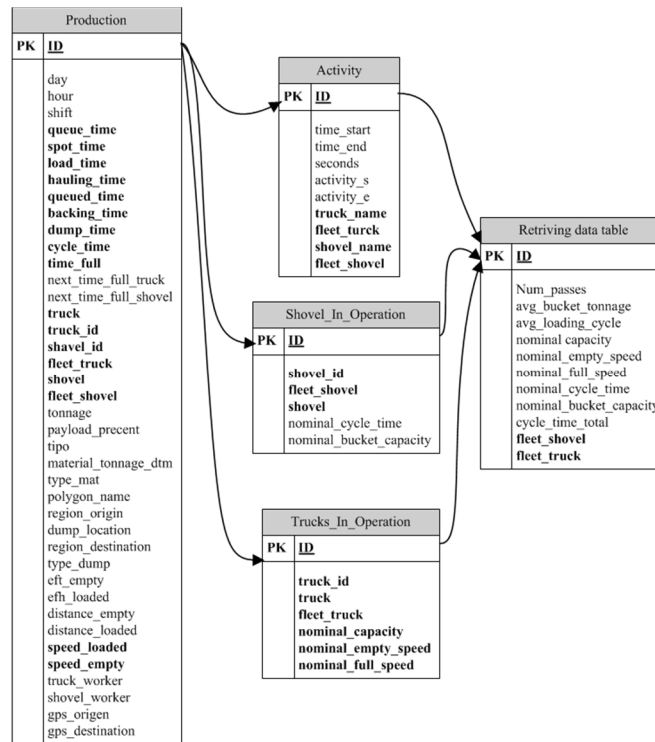 Production
PK ID
day
hour
shift
queue_time
spot_time
load_time
hauling_time
queued_time
backing_time
dump_time
cycle_time
time_full
next_time_full_truck
next_time_full_shovel
truck
truck_id
shavel_id
fleet_truck
shovel
fleet_shovel
tonnage
payload_precent
tipo
material_tonnage_dtm
type_mat
polygon_name
region_origin
dump_location
region_destination
type_dump
eft_empty
efh_loaded
distance_empty
distance_loaded
speed_loaded
speed_empty
truck_worker
shovel_worker
gps_origen
gps_destination
Activity
PK ID
time_start
time_end
seconds
activity_s
activity_e
truck_name
fleet_turck
shovel_name
fleet_shovel
Shovel_In_Operation
PK ID
shovel_id
fleet_shovel
shovel
nominal_cycle_time
nominal_bucket_capacity
Trucks_In_Operation
PK ID
truck_id
truck
fleet_truck
nominal_capacity
nominal_empty_speed
nominal_full_speed
Retriving data table
PK ID
Num_passes
avg_bucket_tonnage
avg_loading_cycle
nominal capacity
nominal_empty_speed
nominal_full_speed
nominal_cycle_time
nominal_bucket_capacity
cycle_time_total
fleet_shovel
fleet_truck